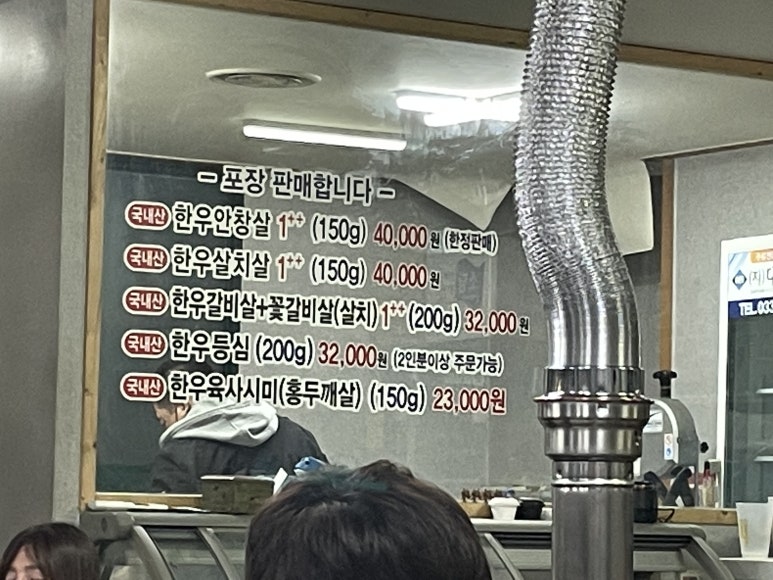 - 포장 판매합니다 -
국내산 한우안창살 1++ (150g) 40,000원 (한정판매)
국내산 한우살치살 1++ (150g) 40,000원
국내산 한우갈비살+꽃갈비살(살치) 1++ (200g) 32,000원
국내산 한우등심 (200g) 32,000원 (2인분이상 주문가능)
국내산 한우육사시미(홍두깨살) (150g) 23,000원
(자)
TEL.033